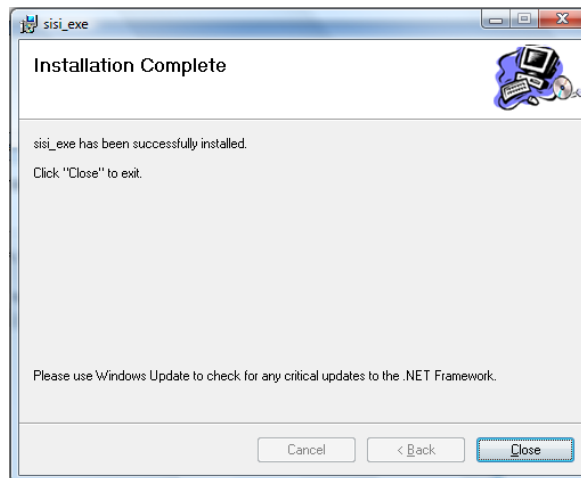 sisi_exe
Installation Complete
sisi_exe has been successfully installed.
Click "Close" to exit.
Please use Windows Update to check for any critical updates to the .NET Framework.
Cancel
< Back
Close